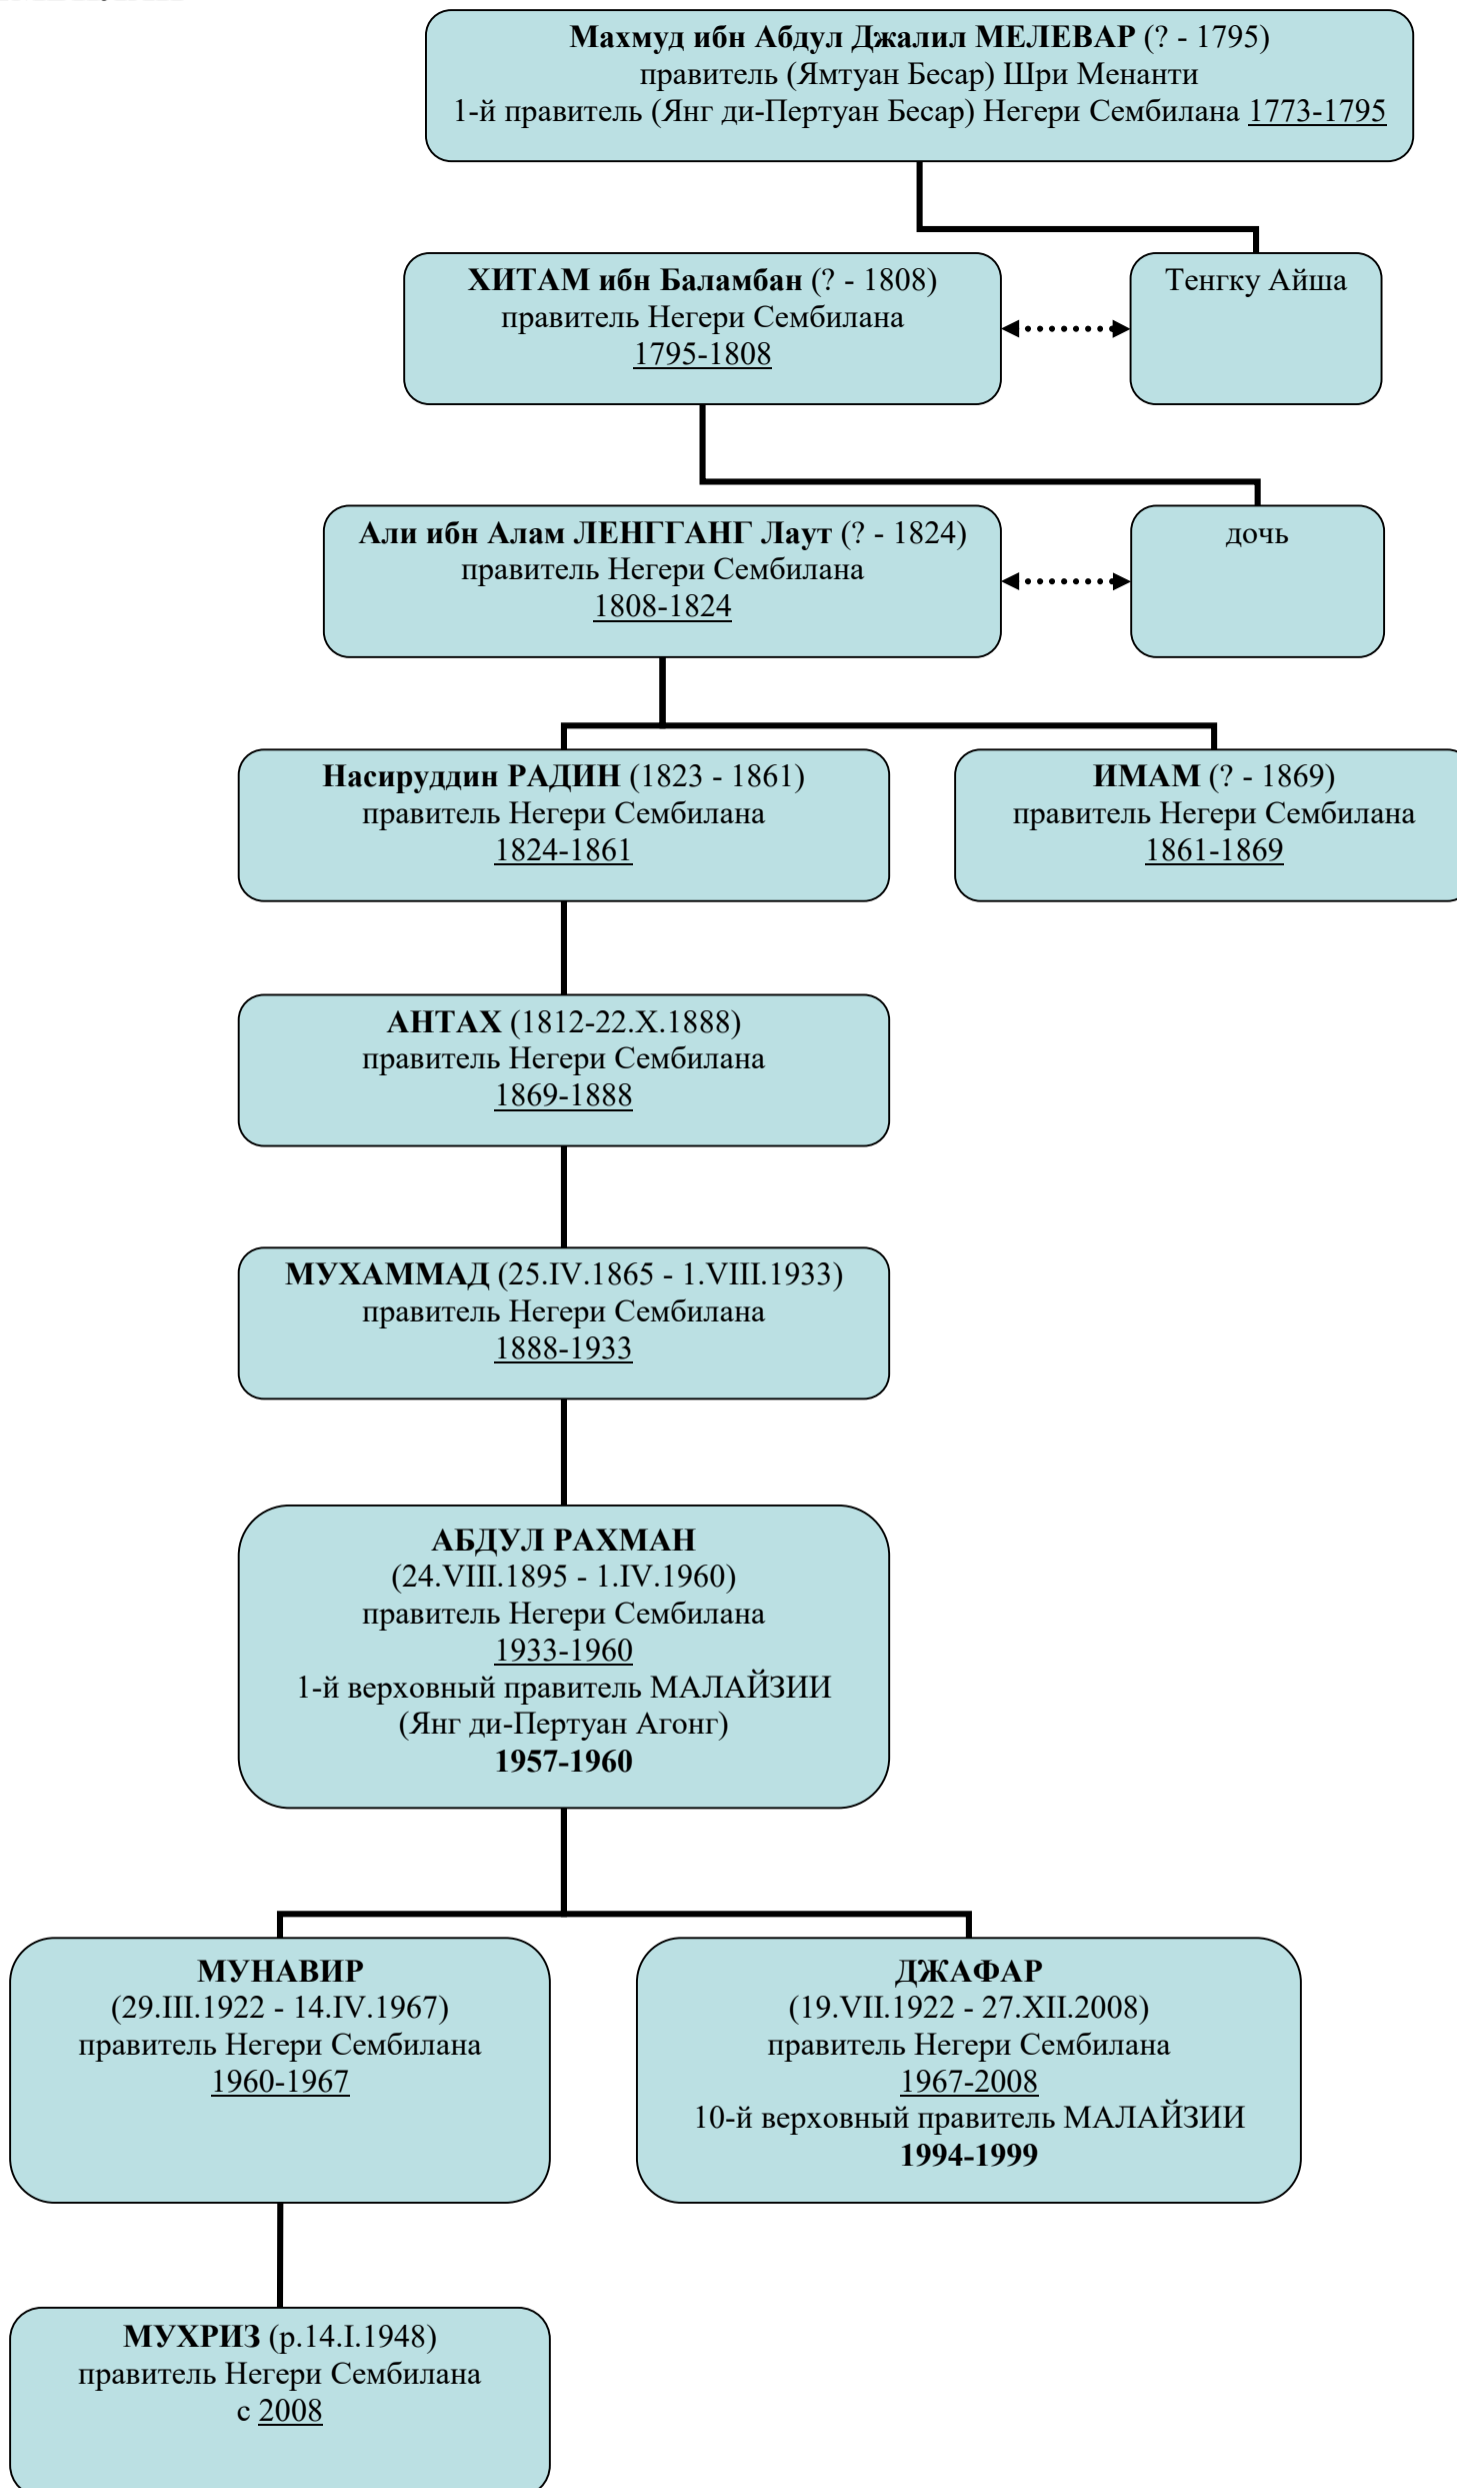 Махмуд ибн Абдул Джалил МЕЛЕВАР (? - 1795)
правитель (Ямтуан Бесар) Шри Менанти
1-й правитель (Янг ди-Пертуан Бесар) Негери Сембилана 1773-1795
ХИТАМ ибн Баламбан (? - 1808)
правитель Негери Сембилана
1795-1808
Тенгку Айша
Али ибн Алам ЛЕНГГАНГ Лаут (? - 1824)
правитель Негери Сембилана
1808-1824
дочь
Насируддин РАДИН (1823 - 1861)
правитель Негери Сембилана
1824-1861
ИМАМ (? - 1869)
правитель Негери Сембилана
1861-1869
АНТАХ (1812-22.X.1888)
правитель Негери Сембилана
1869-1888
МУХАММАД (25.IV.1865 - 1.VIII.1933)
правитель Негери Сембилана
1888-1933
АБДУЛ РАХМАН
(24.VIII.1895 - 1.IV.1960)
правитель Негери Сембилана
1933-1960
1-й верховный правитель МАЛАЙЗИИ
(Янг ди-Пертуан Агонг)
1957-1960
МУНАВИР
(29.III.1922 - 14.IV.1967)
правитель Негери Сембилана
1960-1967
ДЖАФАР
(19.VII.1922 - 27.XII.2008)
правитель Негери Сембилана
1967-2008
10-й верховный правитель МАЛАЙЗИИ
1994-1999
МУХРИЗ (р.14.I.1948)
правитель Негери Сембилана
с 2008